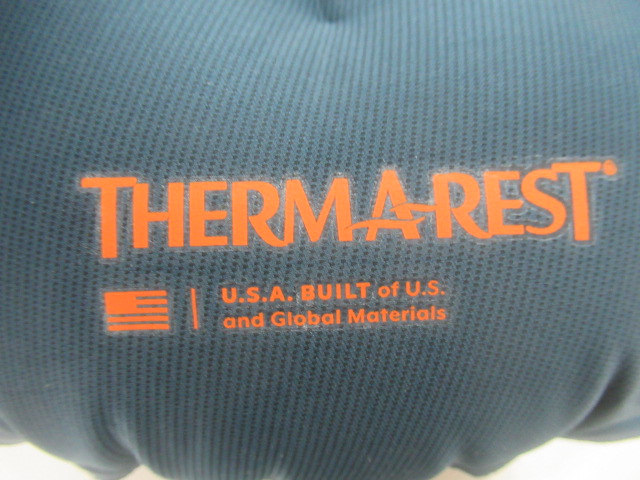 THERMAREST®
U.S.A. BUILT of U.S.
and Global Materials